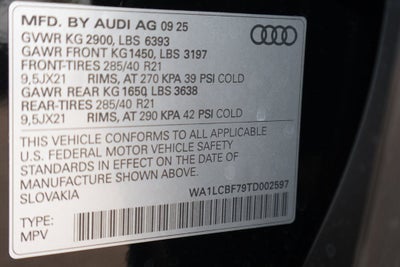 MFD. BY AUDI AG 09 25
GVWR KG 2900, LBS 6393
GAWR FRONT KG1450, LBS 3197
FRONT-TIRES 285/40 R21
9,5JX21 RIMS, AT 270 KPA 39 PSI COLD
GAWR REAR KG 1650, LBS 3638
REAR-TIRES 285/40 R21
9,5JX21 RIMS, AT 290 KPA 42 PSI COLD
THIS VEHICLE CONFORMS TO ALL APPLICABLE
U.S. FEDERAL MOTOR VEHICLE SAFETY
STANDARDS IN EFFECT ON THE DATE OF
MANUFACTURE SHOWN ABOVE.
SLOVAKIA
WA1LCBF79TD002597
TYPE:
MPV